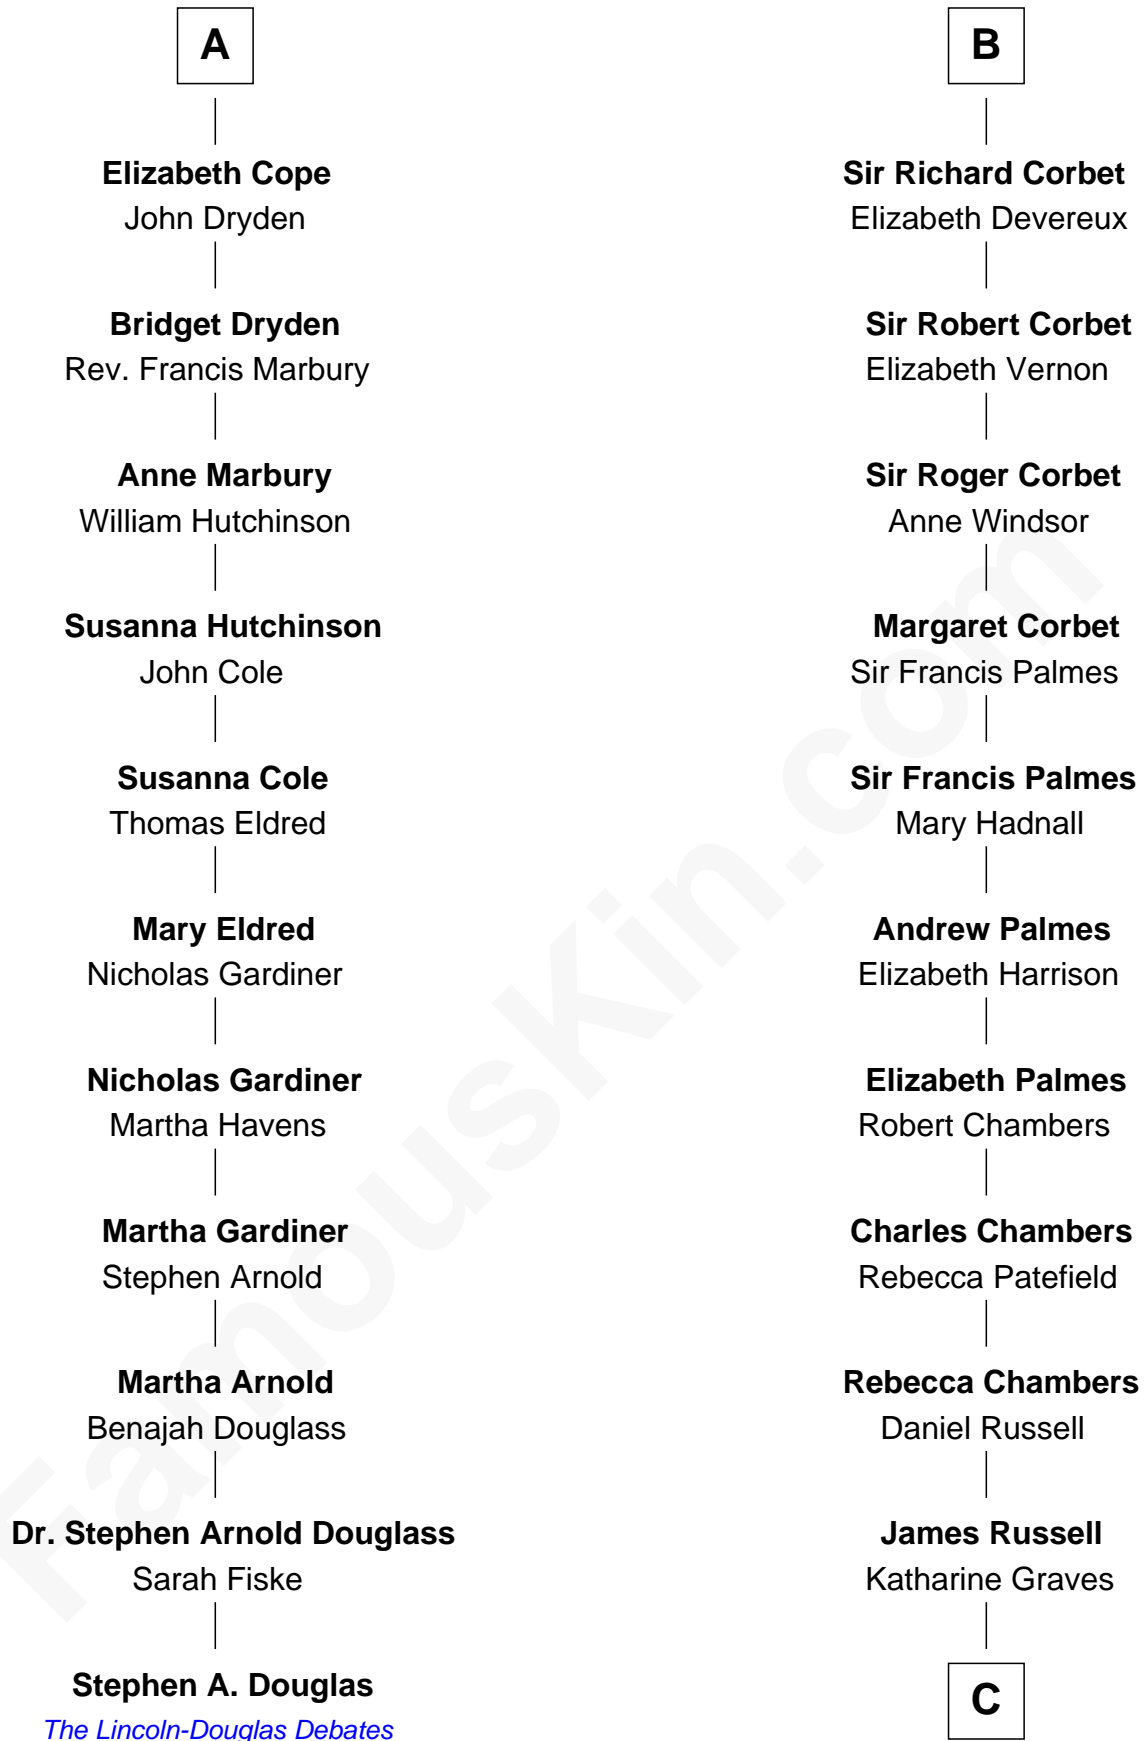 A
Elizabeth Cope
John Dryden
Bridget Dryden
Rev. Francis Marbury
Anne Marbury
William Hutchinson
Susanna Hutchinson
John Cole
Susanna Cole
Thomas Eldred
Mary Eldred
Nicholas Gardiner
Nicholas Gardiner
Martha Havens
Martha Gardiner
Stephen Arnold
Martha Arnold
Benajah Douglass
Dr. Stephen Arnold Douglass
Sarah Fiske
Stephen A. Douglas
The Lincoln-Douglas Debates
B
Sir Richard Corbet
Elizabeth Devereux
Sir Robert Corbet
Elizabeth Vernon
Sir Roger Corbet
Anne Windsor
Margaret Corbet
Sir Francis Palmes
Sir Francis Palmes
Mary Hadnall
Andrew Palmes
Elizabeth Harrison
Elizabeth Palmes
Robert Chambers
Charles Chambers
Rebecca Patefield
Rebecca Chambers
Daniel Russell
James Russell
Katharine Graves
C
FamousKin.com